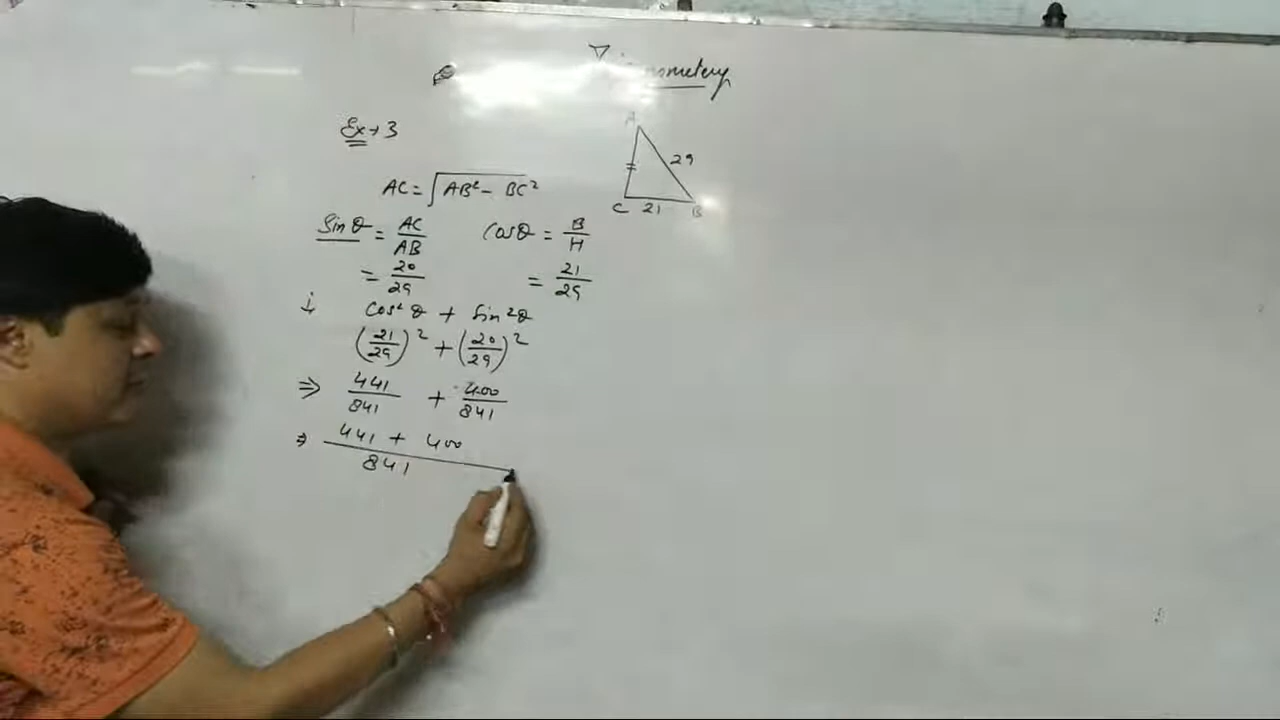 Ex → 3
A
29
C 21 B
AC = √AB² - BC²
Sin θ = AC/AB    Cos θ = B/H
= 20/29    = 21/29
i    Cos² θ + Sin² θ
(21/29)² + (20/29)²
⇒ 441/841 + 400/841
⇒ 441 + 400/841